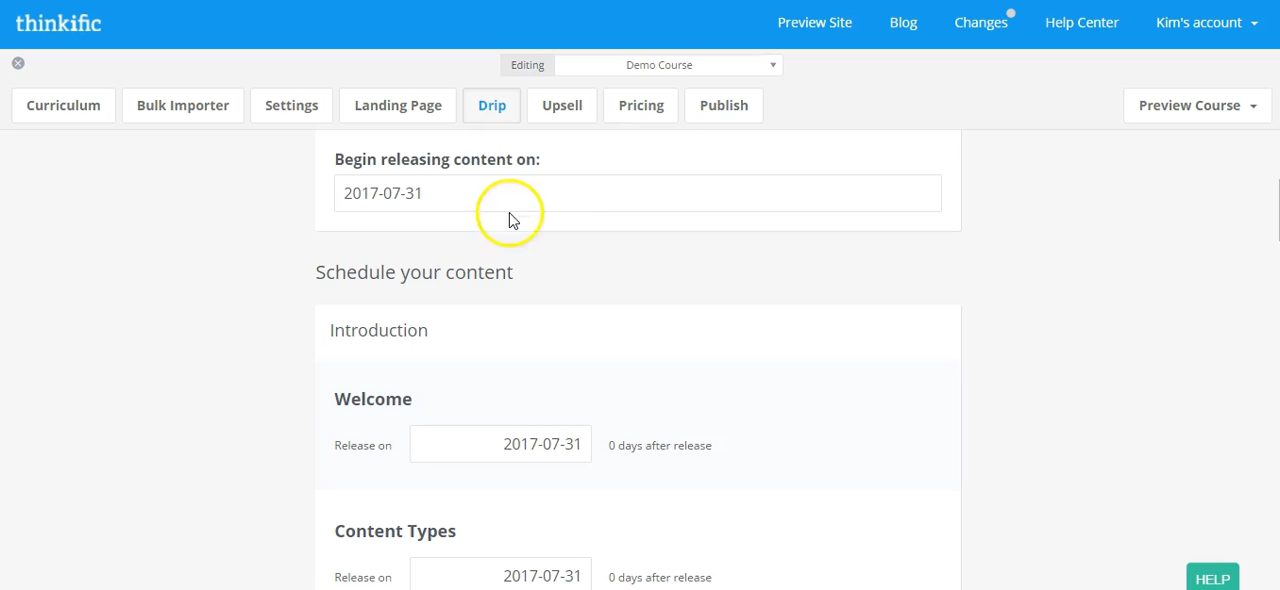 thinkific
Preview Site Blog Changes Help Center Kim's account
Editing Demo Course
Curriculum Bulk Importer Settings Landing Page Drip Upsell Pricing Publish Preview Course
Begin releasing content on:
2017-07-31
Schedule your content
Introduction
Welcome
Release on 2017-07-31 0 days after release
Content Types
Release on 2017-07-31 0 days after release
HELP